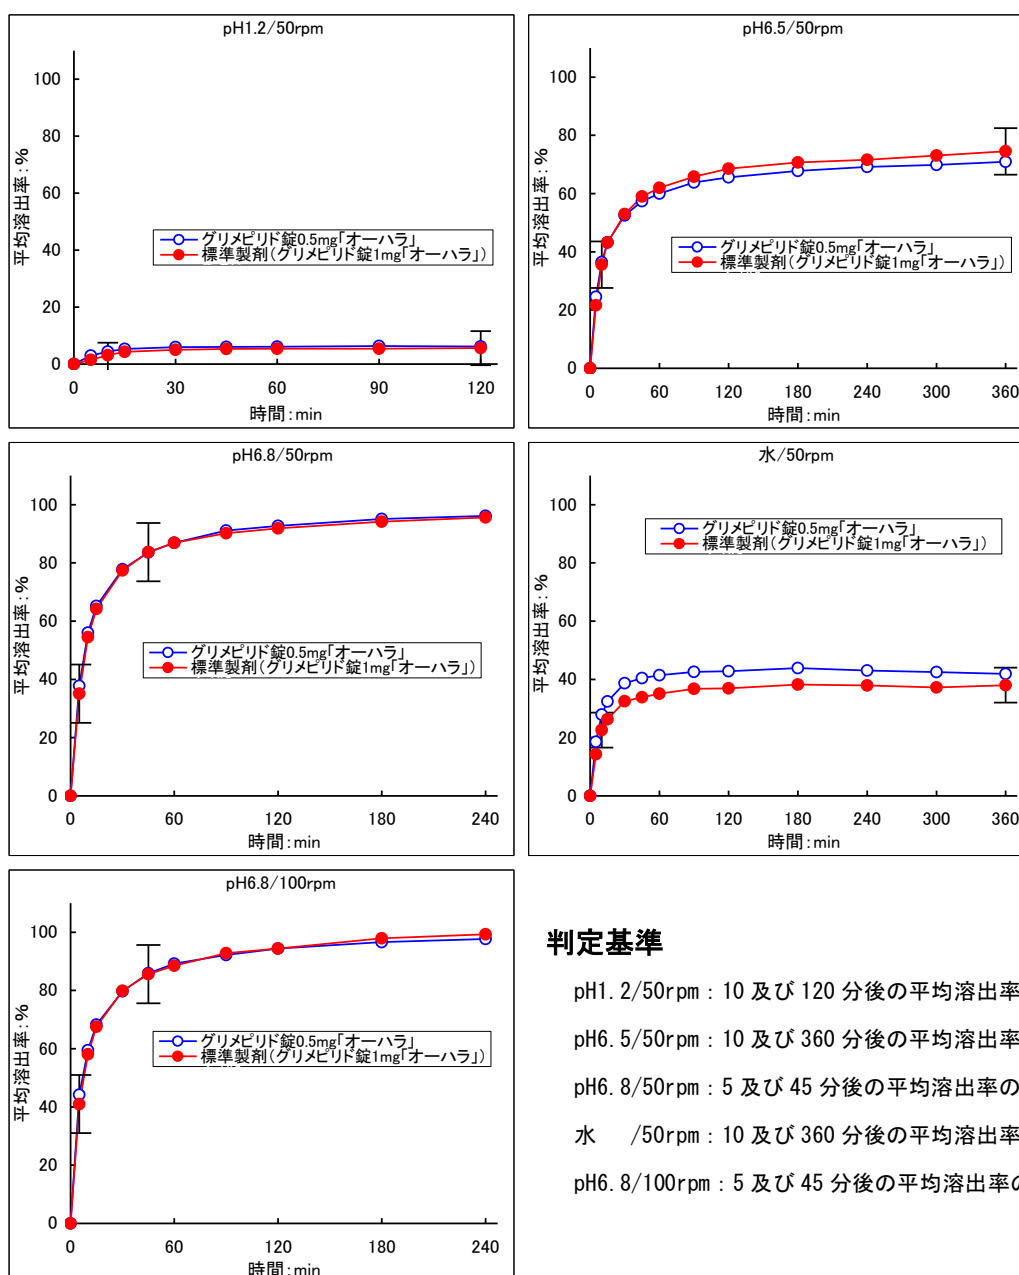 pH1.2/50rpm
平均溶出率:%
100
80
60
40
20
0
グリメピリド錠0.5mg「オーハラ」
標準製剤(グリメピリド錠1mg「オーハラ」)
0 30 60 90 120
時間:min
pH6.5/50rpm
平均溶出率:%
100
80
60
40
20
0
グリメピリド錠0.5mg「オーハラ」
標準製剤(グリメピリド錠1mg「オーハラ」)
0 60 120 180 240 300 360
時間:min
pH6.8/50rpm
平均溶出率:%
100
80
60
40
20
0
グリメピリド錠0.5mg「オーハラ」
標準製剤(グリメピリド錠1mg「オーハラ」)
0 60 120 180 240
時間:min
水/50rpm
平均溶出率:%
100
80
60
40
20
0
グリメピリド錠0.5mg「オーハラ」
標準製剤(グリメピリド錠1mg「オーハラ」)
0 60 120 180 240 300 360
時間:min
pH6.8/100rpm
平均溶出率:%
100
80
60
40
20
0
グリメピリド錠0.5mg「オーハラ」
標準製剤(グリメピリド錠1mg「オーハラ」)
0 60 120 180 240
時間:min
判定基準
pH1.2/50rpm:10 及び 120 分後の平均溶出率
pH6.5/50rpm:10 及び 360 分後の平均溶出率
pH6.8/50rpm:5 及び 45 分後の平均溶出率の
水 /50rpm:10 及び 360 分後の平均溶出率
pH6.8/100rpm:5 及び 45 分後の平均溶出率の